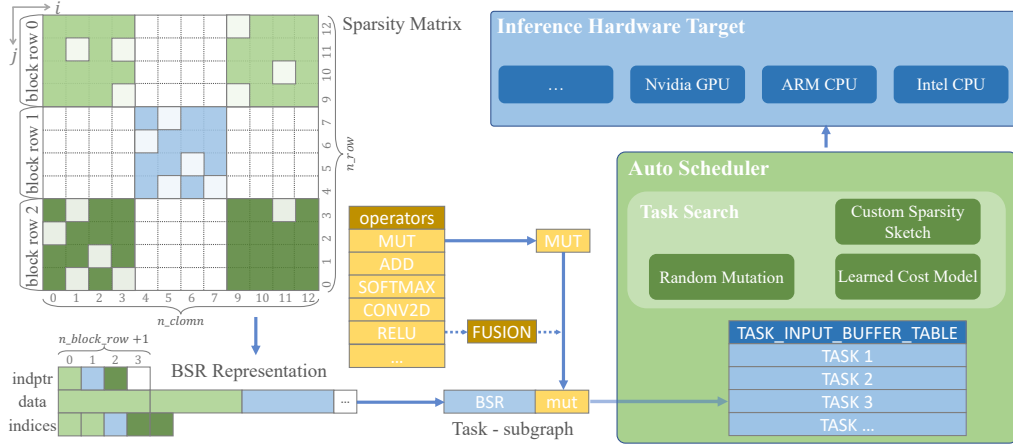 i
j
Sparsity Matrix
block row 0
block row 1
block row 2
12
11
10
9
7
6
5
4
3
2
1
0
n_row
0 1 2 3 4 5 6 7 9 10 11 12
n_clomn
n_block_row +1
0 1 2 3
BSR Representation
indptr
data
...
indices
operators
MUT
ADD
SOFTMAX
CONV2D
RELU
...
MUT
FUSION
BSR
mut
Task - subgraph
Inference Hardware Target
...
Nvidia GPU
ARM CPU
Intel CPU
Auto Scheduler
Task Search
Custom Sparsity
Sketch
Random Mutation
Learned Cost Model
TASK_INPUT_BUFFER_TABLE
TASK 1
TASK 2
TASK 3
TASK ...